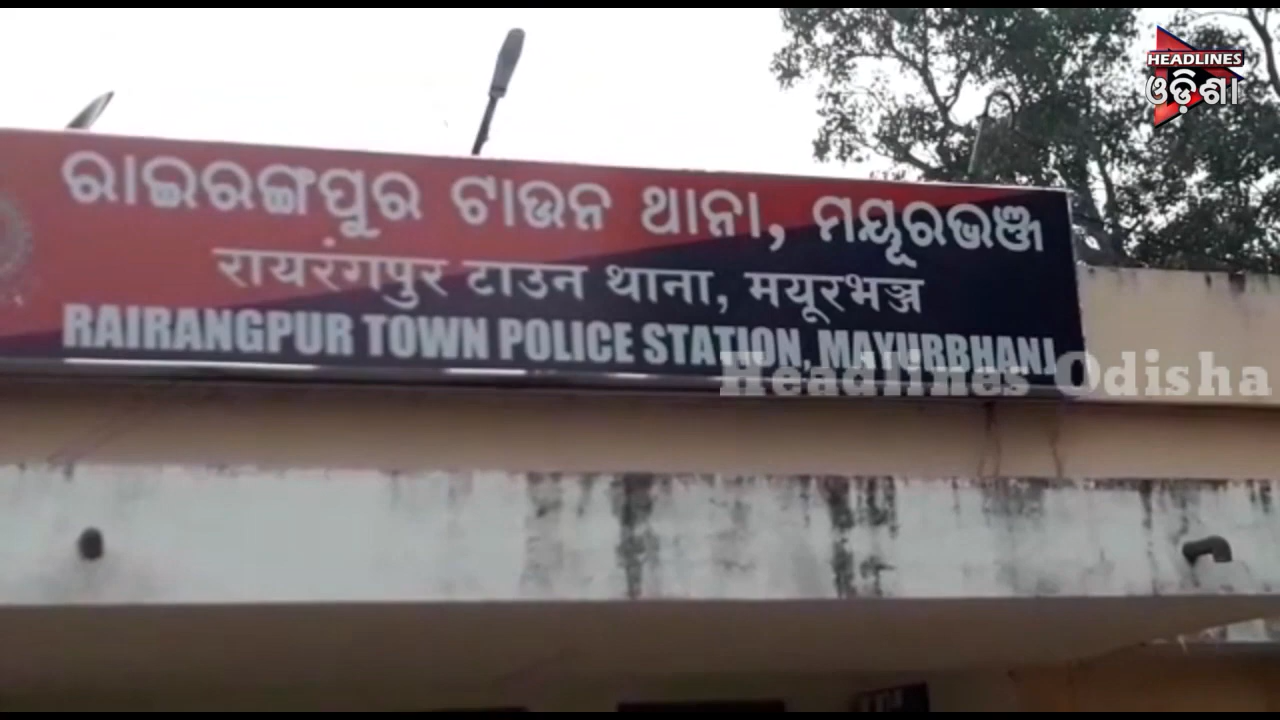 HEADLINES
ଓଡ଼ିଶା
ରାଇରଙ୍ଗପୁର ଟାଉନ ଥାନା, ମୟୂରଭଞ୍ଜ
रायरंगपुर टाउन थाना, मयूरभञ्ज
RAIRANGPUR TOWN POLICE STATION, MAYURBHANJ
Headlines Odisha